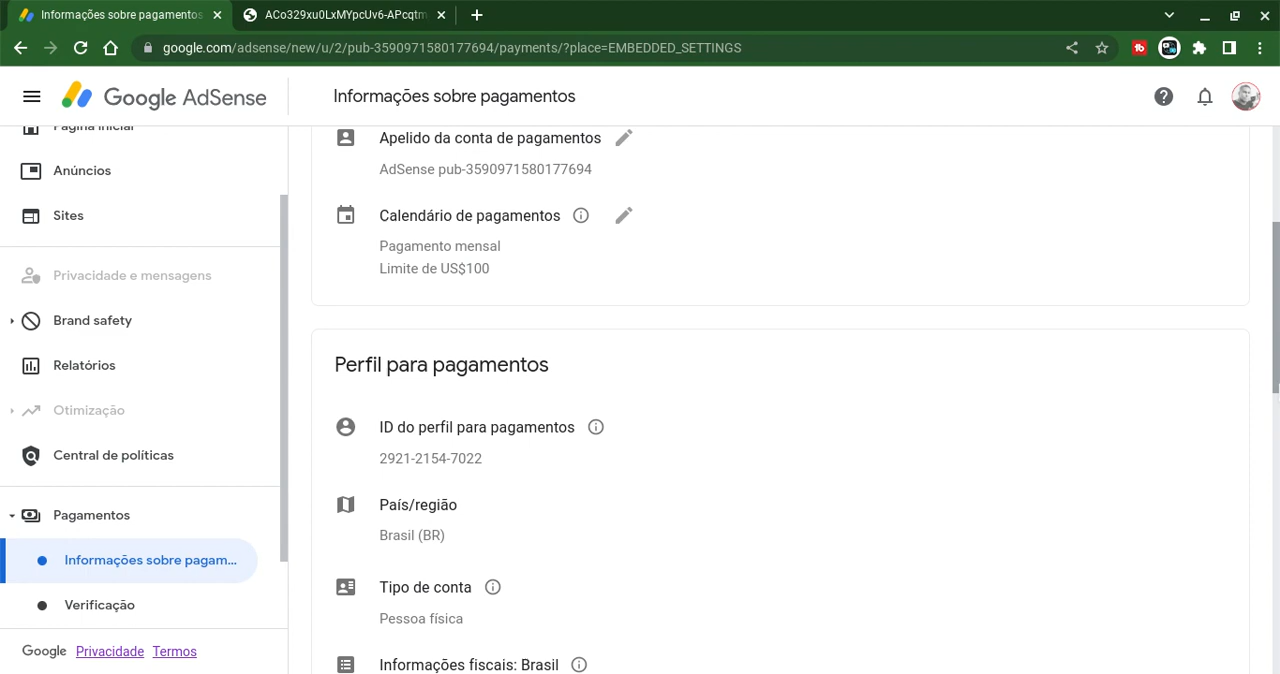 Informações sobre pagamentos
ACo329xu0LxMYpcUv6-APcqtm
google.com/adsense/new/u/2/pub-3590971580177694/payments/?place=EMBEDDED_SETTINGS
Google AdSense
Informações sobre pagamentos
Página inicial
Anúncios
Sites
Privacidade e mensagens
Brand safety
Relatórios
Otimização
Central de políticas
Pagamentos
Informações sobre pagam...
Verificação
Google Privacidade Termos
Apelido da conta de pagamentos
AdSense pub-3590971580177694
Calendário de pagamentos
Pagamento mensal
Limite de US$100
Perfil para pagamentos
ID do perfil para pagamentos
2921-2154-7022
País/região
Brasil (BR)
Tipo de conta
Pessoa física
Informações fiscais: Brasil